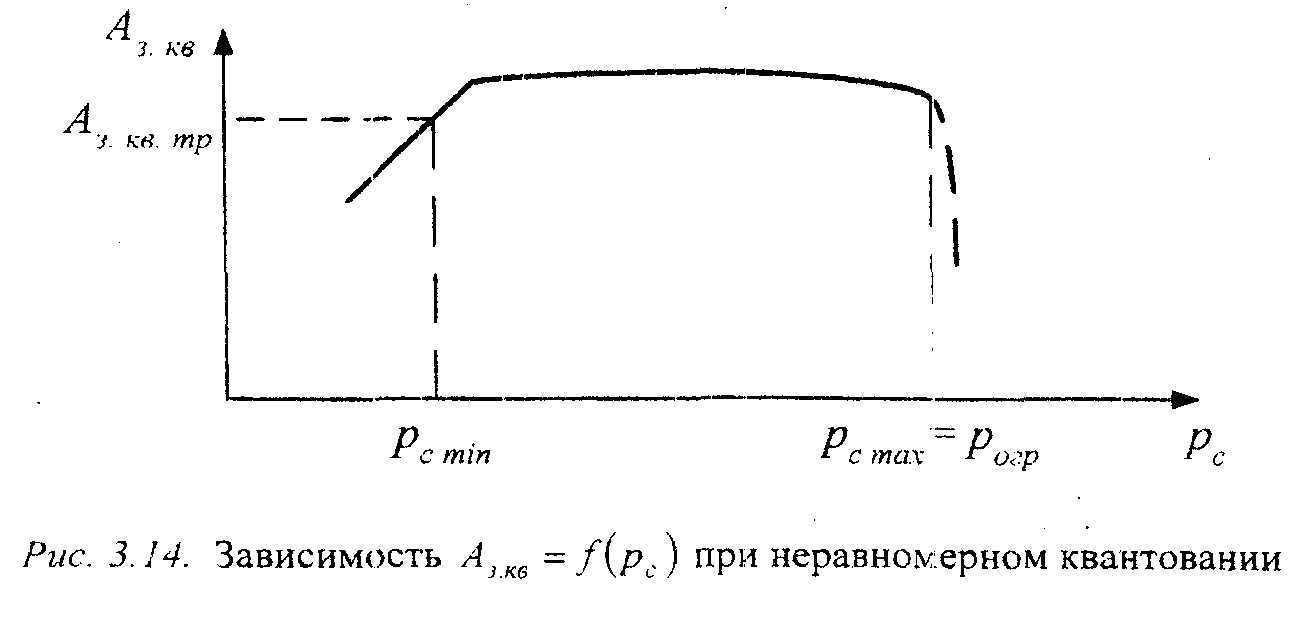 A з. кв
A з. кв. тр
p с min
p с max = p огр
p с
Рис. 3.14. Зависимость A з.кв = f(p с) при неравномерном квантовании